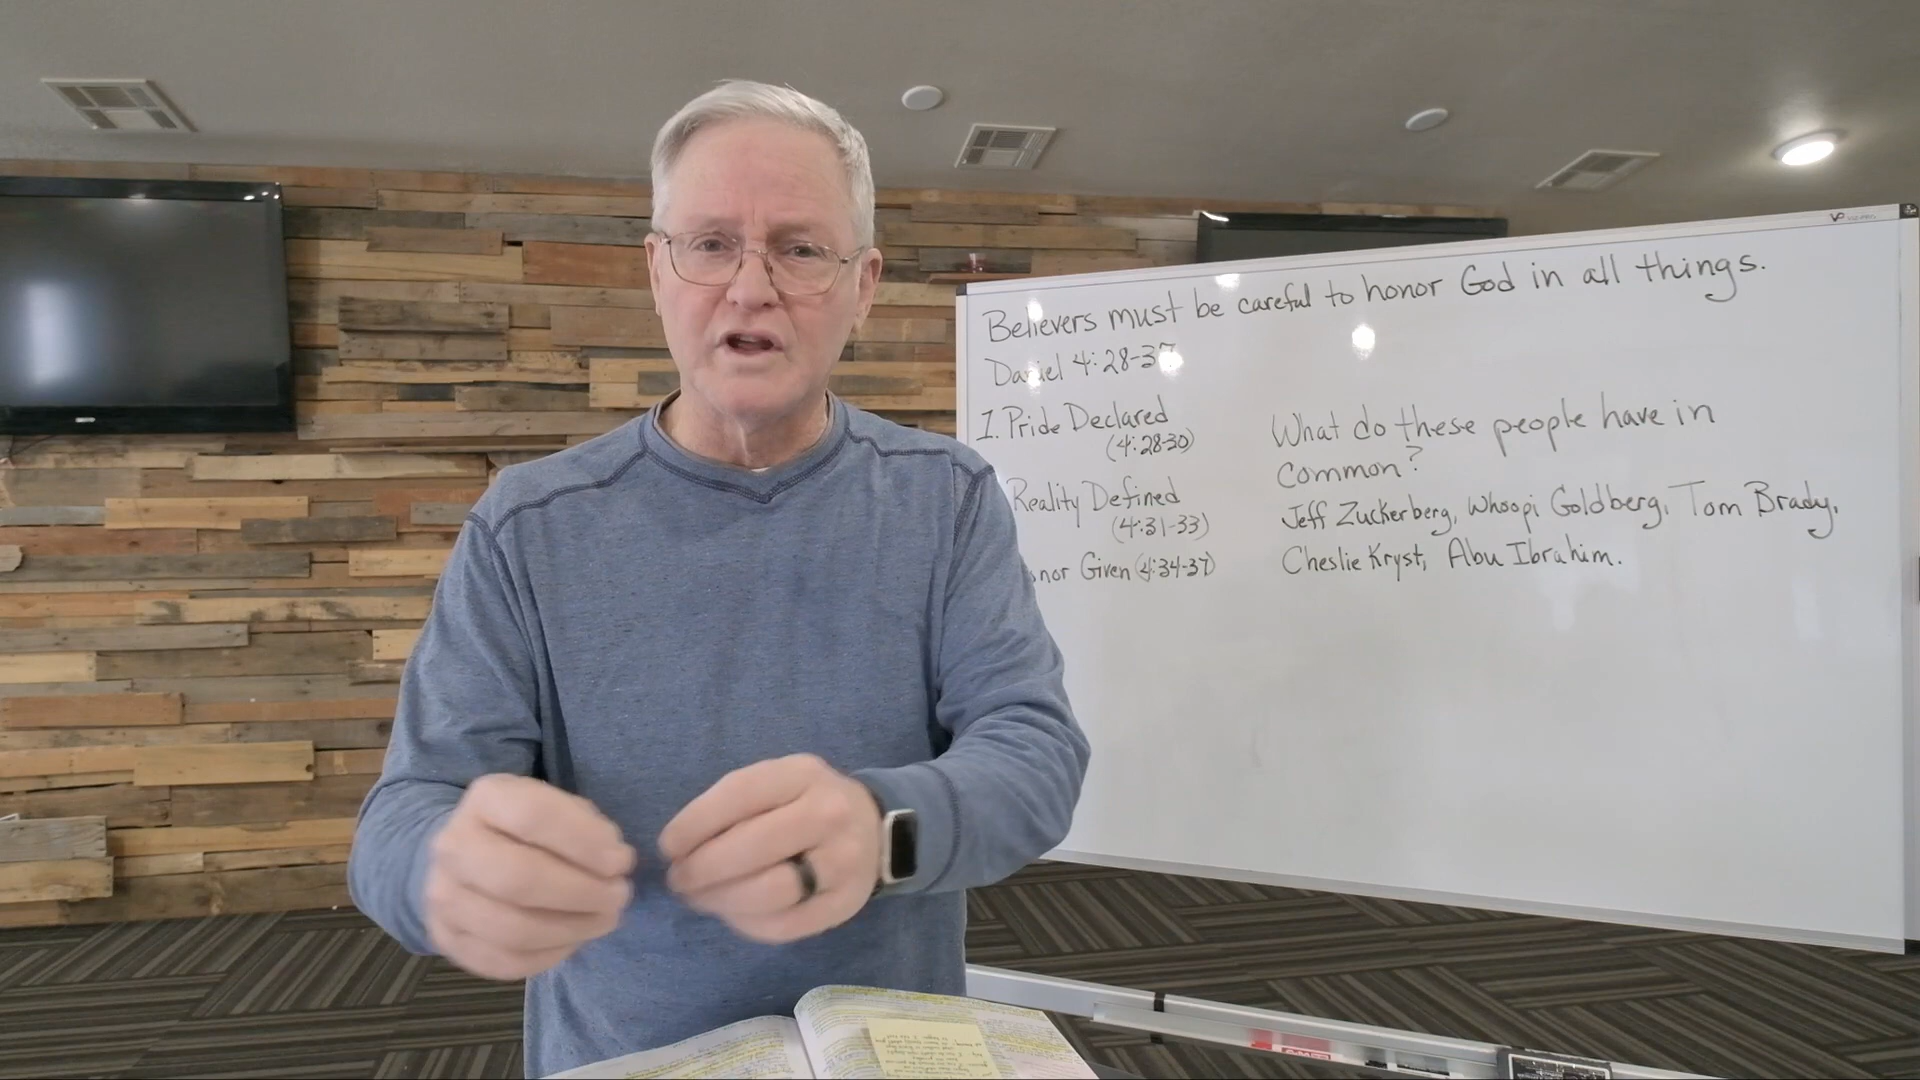 Believers must be careful to honor God in all things.
Daniel 4:28-37
I. Pride Declared
(4:28-30)
Reality Defined
(4:31-33)
nor Given (4:34-37)
What do these people have in
common?
Jeff Zuckerberg, Whoopi Goldberg, Tom Brady,
Cheslie Kryst, Abu Ibrahim.